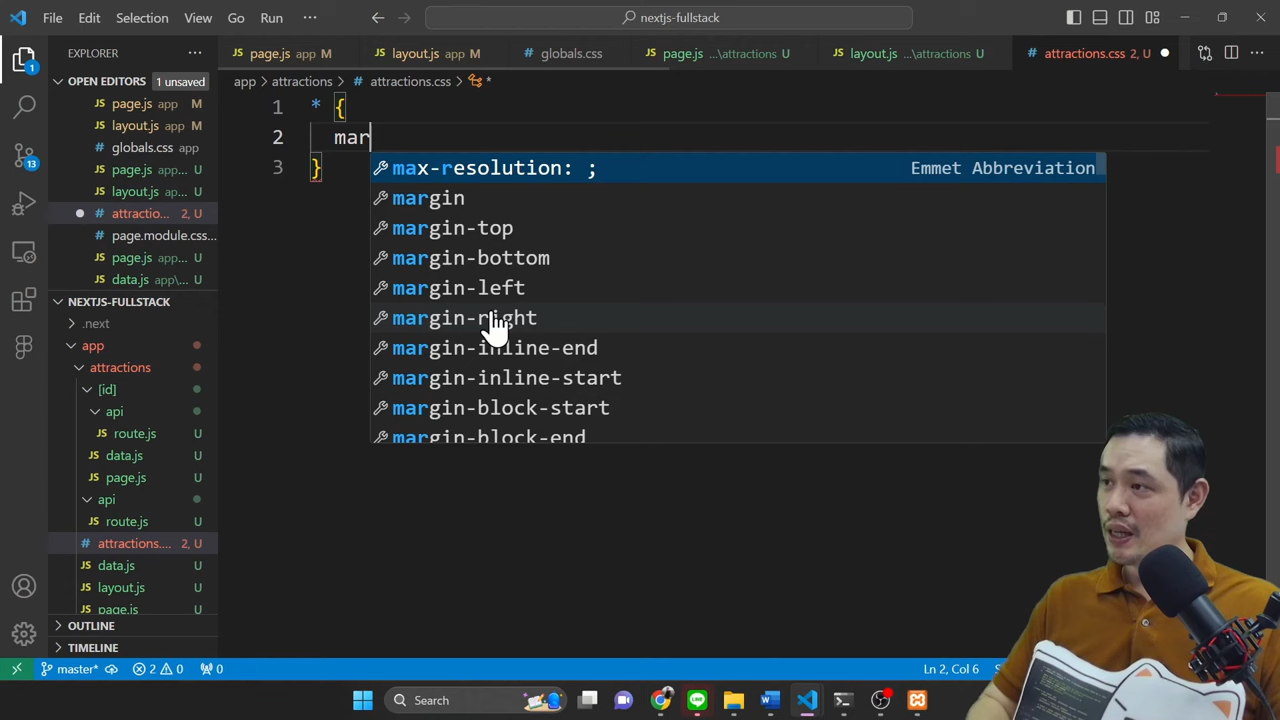 File Edit Selection View Go Run ··· nextjs-fullstack
EXPLORER ···
page.js app M layout.js app M # globals.css page.js ...\attractions U layout.js ...\attractions U # attractions.css 2, U
OPEN EDITORS 1 unsaved
app > attractions > # attractions.css > *
JS page.js app M
JS layout.js app M
# globals.css app
JS page.js U
JS layout.js U
# attractio... 2, U
# page.module.css...
JS page.js app\... U
JS data.js app\... U
1 * {
2 mar
3 }
max-resolution: ; Emmet Abbreviation
margin
margin-top
margin-bottom
margin-left
margin-right
margin-inline-end
margin-inline-start
margin-block-start
margin-block-end
NEXTJS-FULLSTACK
.next
app
attractions
[id]
api
JS route.js U
JS data.js U
JS page.js U
api
JS route.js U
# attractions.... 2, U
JS data.js U
JS layout.js U
JS page.js U
OUTLINE
TIMELINE
1
13
master* 2 0 0 Ln 2, Col 6
Search